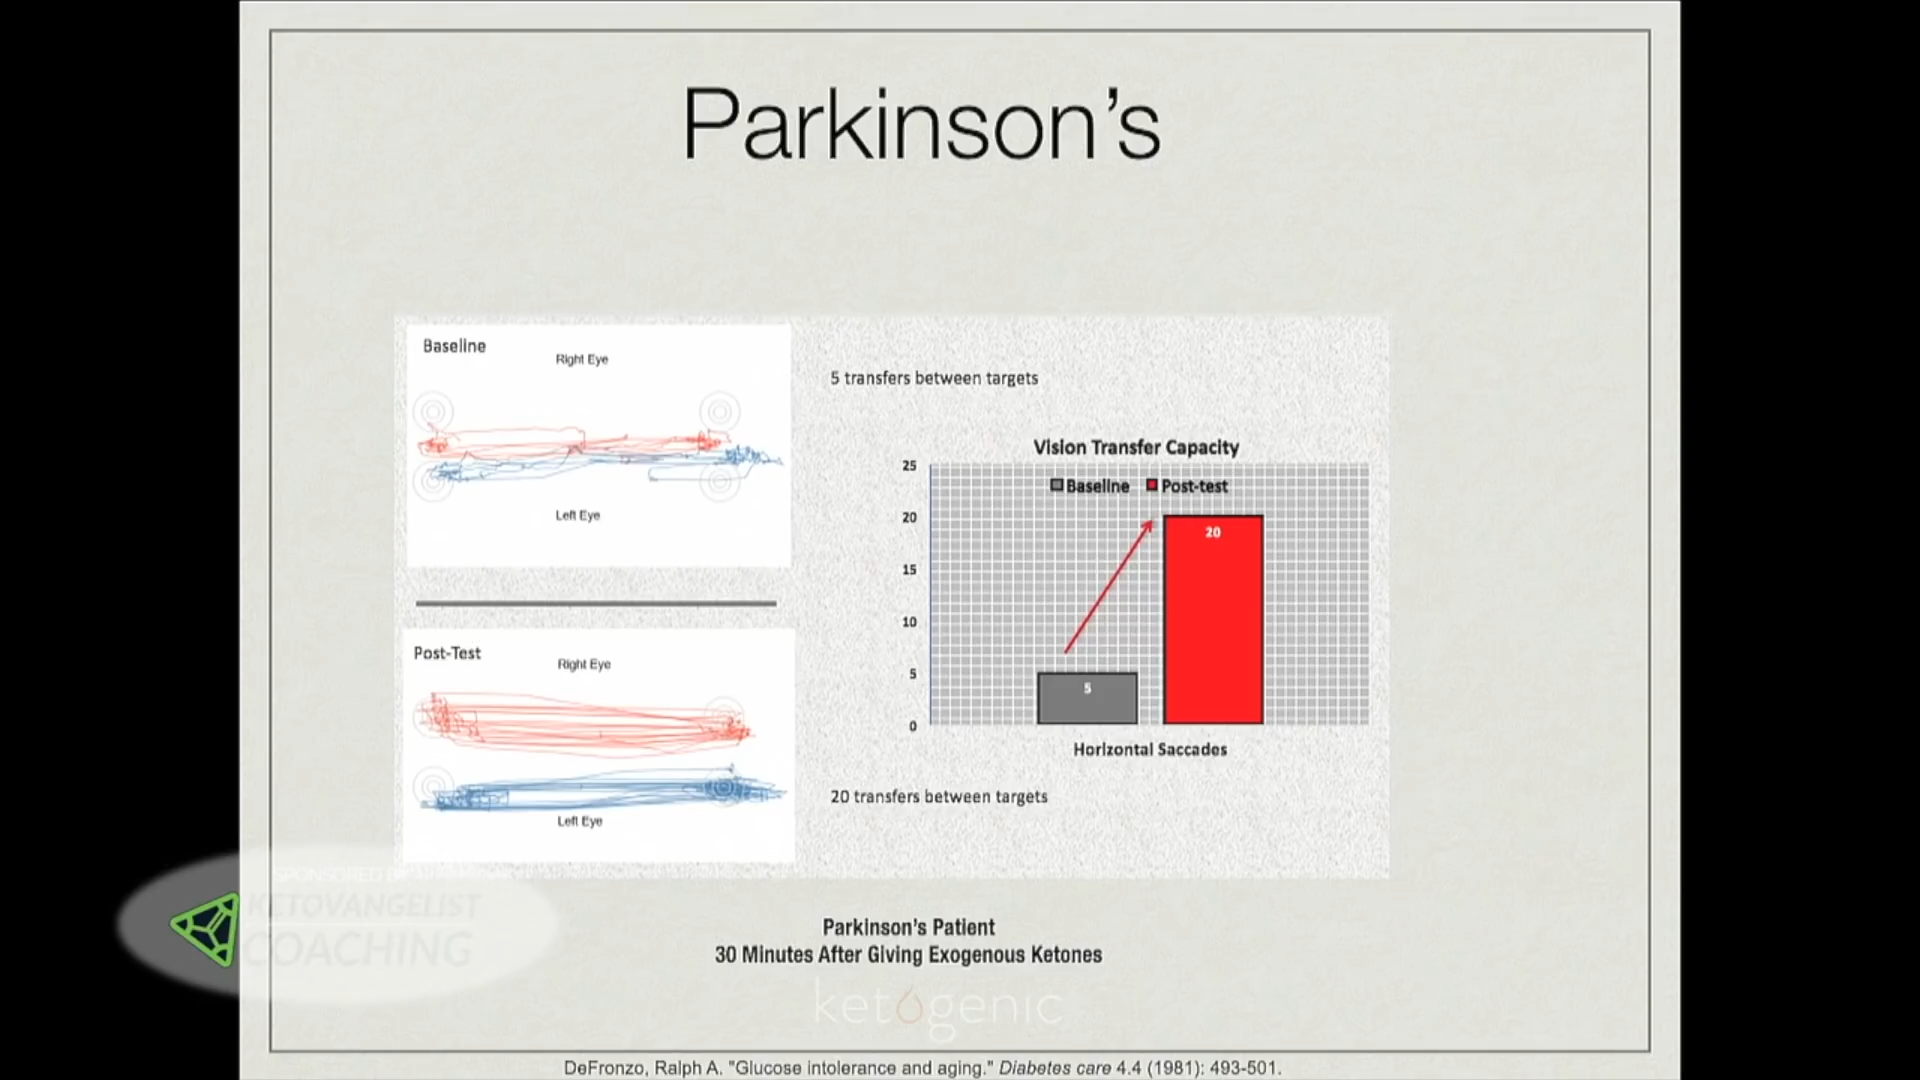 Parkinson's
Baseline
Right Eye
Left Eye
Post-Test
Right Eye
Left Eye
5 transfers between targets
Vision Transfer Capacity
Baseline Post-test
25
20
15
10
5
0
20
5
Horizontal Saccades
20 transfers between targets
SPONSORED BY
KETOVANGELIST
COACHING
Parkinson's Patient
30 Minutes After Giving Exogenous Ketones
ketogenic
DeFronzo, Ralph A. "Glucose intolerance and aging." Diabetes care 4.4 (1981): 493-501.